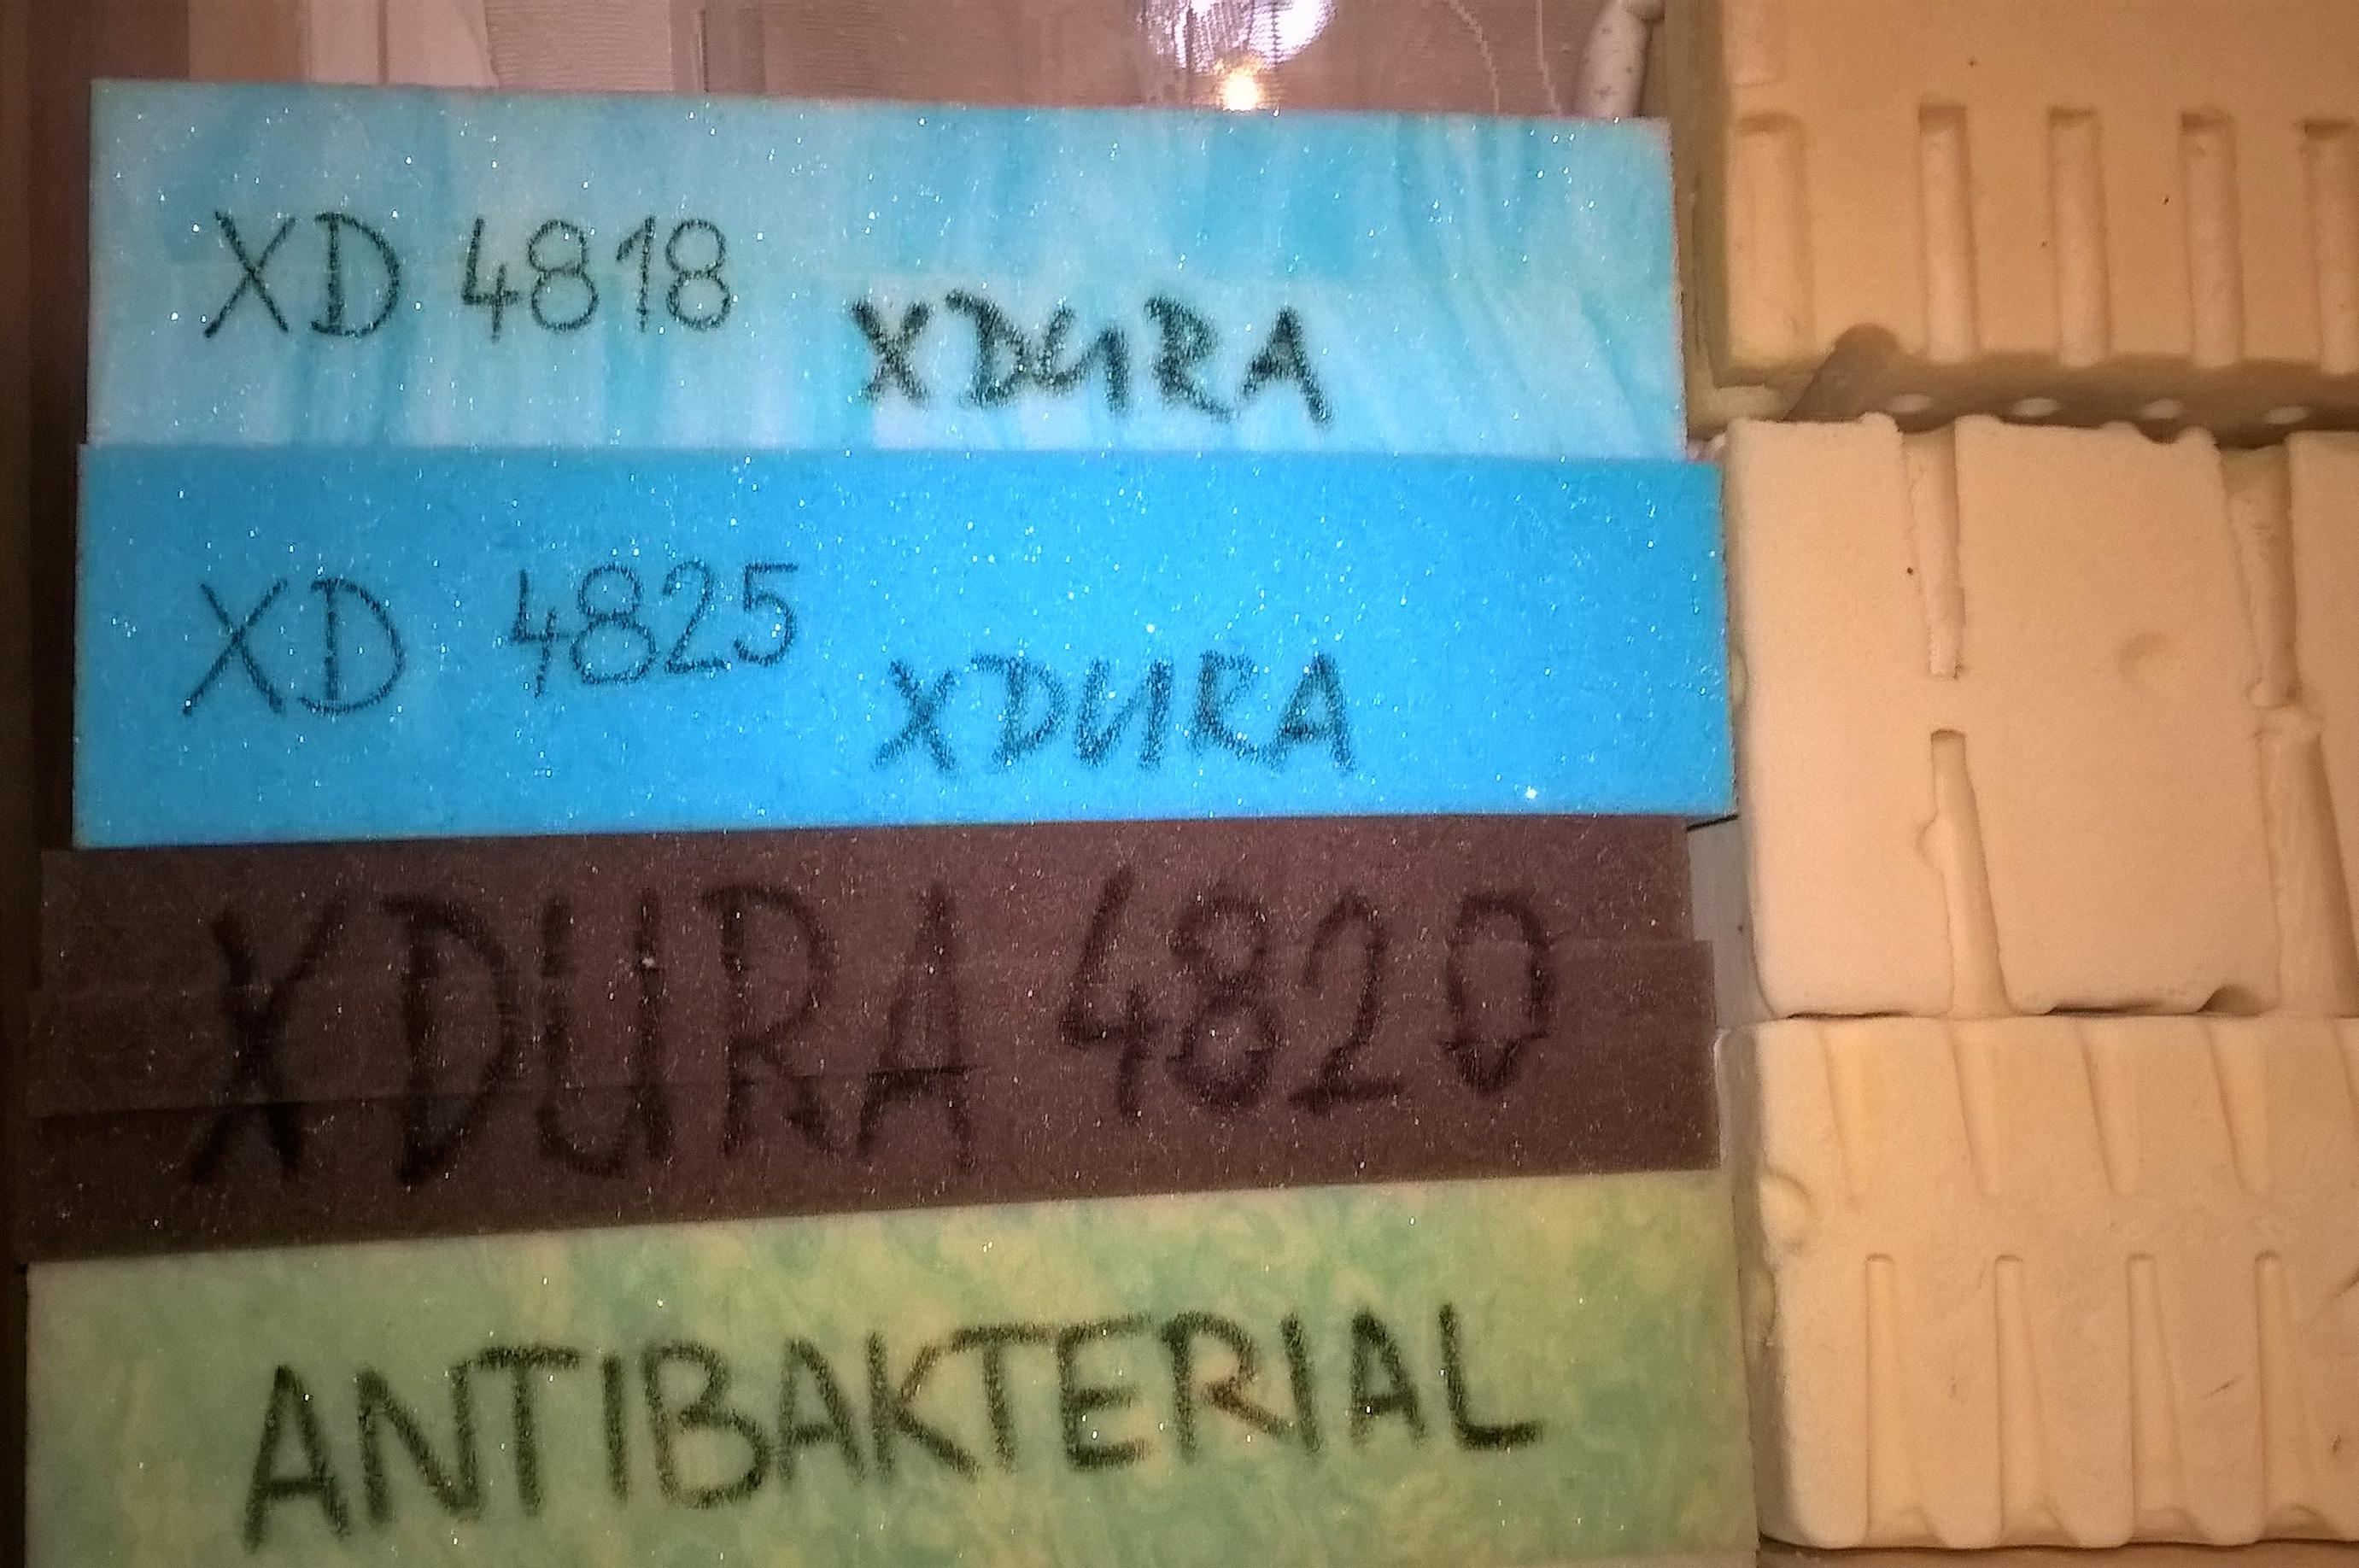 XD 4818 XDURA
XD 4825 XDURA
XDURA 4820
ANTIBAKTERIAL